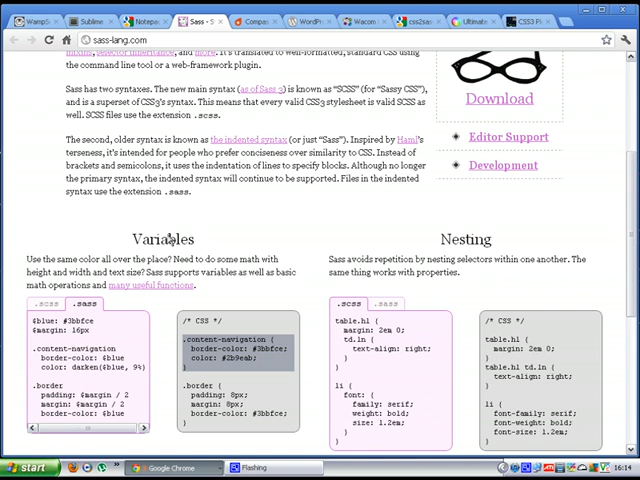 WampSe
Sublime
Notepa
Sass - S
Compas
WordPr
Wacom
css2sas
Ultimate
CSS3 Fl
sass-lang.com
mixins, selector inheritance, and more. It's translated to well-formatted, standard CSS using
the command line tool or a web-framework plugin.
Sass has two syntaxes. The new main syntax (as of Sass 3) is known as "SCSS" (for "Sassy CSS"),
and is a superset of CSS3's syntax. This means that every valid CSS3 stylesheet is valid SCSS as
well. SCSS files use the extension .scss.
The second, older syntax is known as the indented syntax (or just "Sass"). Inspired by Haml's
terseness, it's intended for people who prefer conciseness over similarity to CSS. Instead of
brackets and semicolons, it uses the indentation of lines to specify blocks. Although no longer
the primary syntax, the indented syntax will continue to be supported. Files in the indented
syntax use the extension .sass.
Download
Editor Support
Development
Variables
Use the same color all over the place? Need to do some math with
height and width and text size? Sass supports variables as well as basic
math operations and many useful functions.
.scss .sass
$blue: #3bbfce
$margin: 16px
.content-navigation
border-color: $blue
color: darken($blue, 9%)
.border
padding: $margin / 2
margin: $margin / 2
border-color: $blue
/* CSS */
.content-navigation {
border-color: #3bbfce;
color: #2b9eab;
}
.border {
padding: 8px;
margin: 8px;
border-color: #3bbfce;
}
Nesting
Sass avoids repetition by nesting selectors within one another. The
same thing works with properties.
.scss .sass
table.hl {
margin: 2em 0;
td.ln {
text-align: right;
}
}
li {
font: {
family: serif;
weight: bold;
size: 1.2em;
}
}
/* CSS */
table.hl {
margin: 2em 0;
}
table.hl td.ln {
text-align: right;
}
li {
font-family: serif;
font-weight: bold;
font-size: 1.2em;
}
start
3 Google Chrome
Flashing
16:14